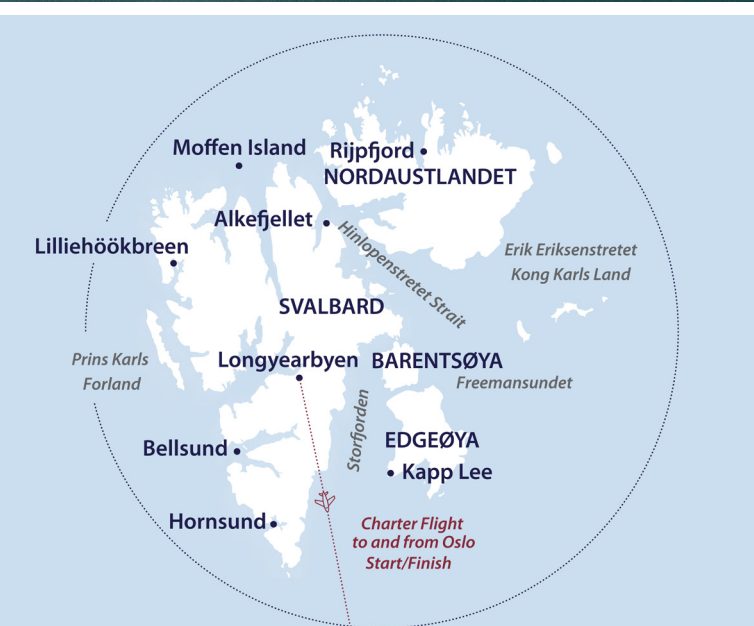 Moffen Island
Rijpfjord
NORDAUSTLANDET
Alkefjellet
Hinlopenstretet Strait
Lilliehöökbreen
Erik Eriksenstretet
Kong Karls Land
SVALBARD
Prins Karls
Forland
Longyearbyen
BARENTSØYA
Freemansundet
Storfjorden
EDGEØYA
Bellsund
Kapp Lee
Hornsund
Charter Flight
to and from Oslo
Start/Finish